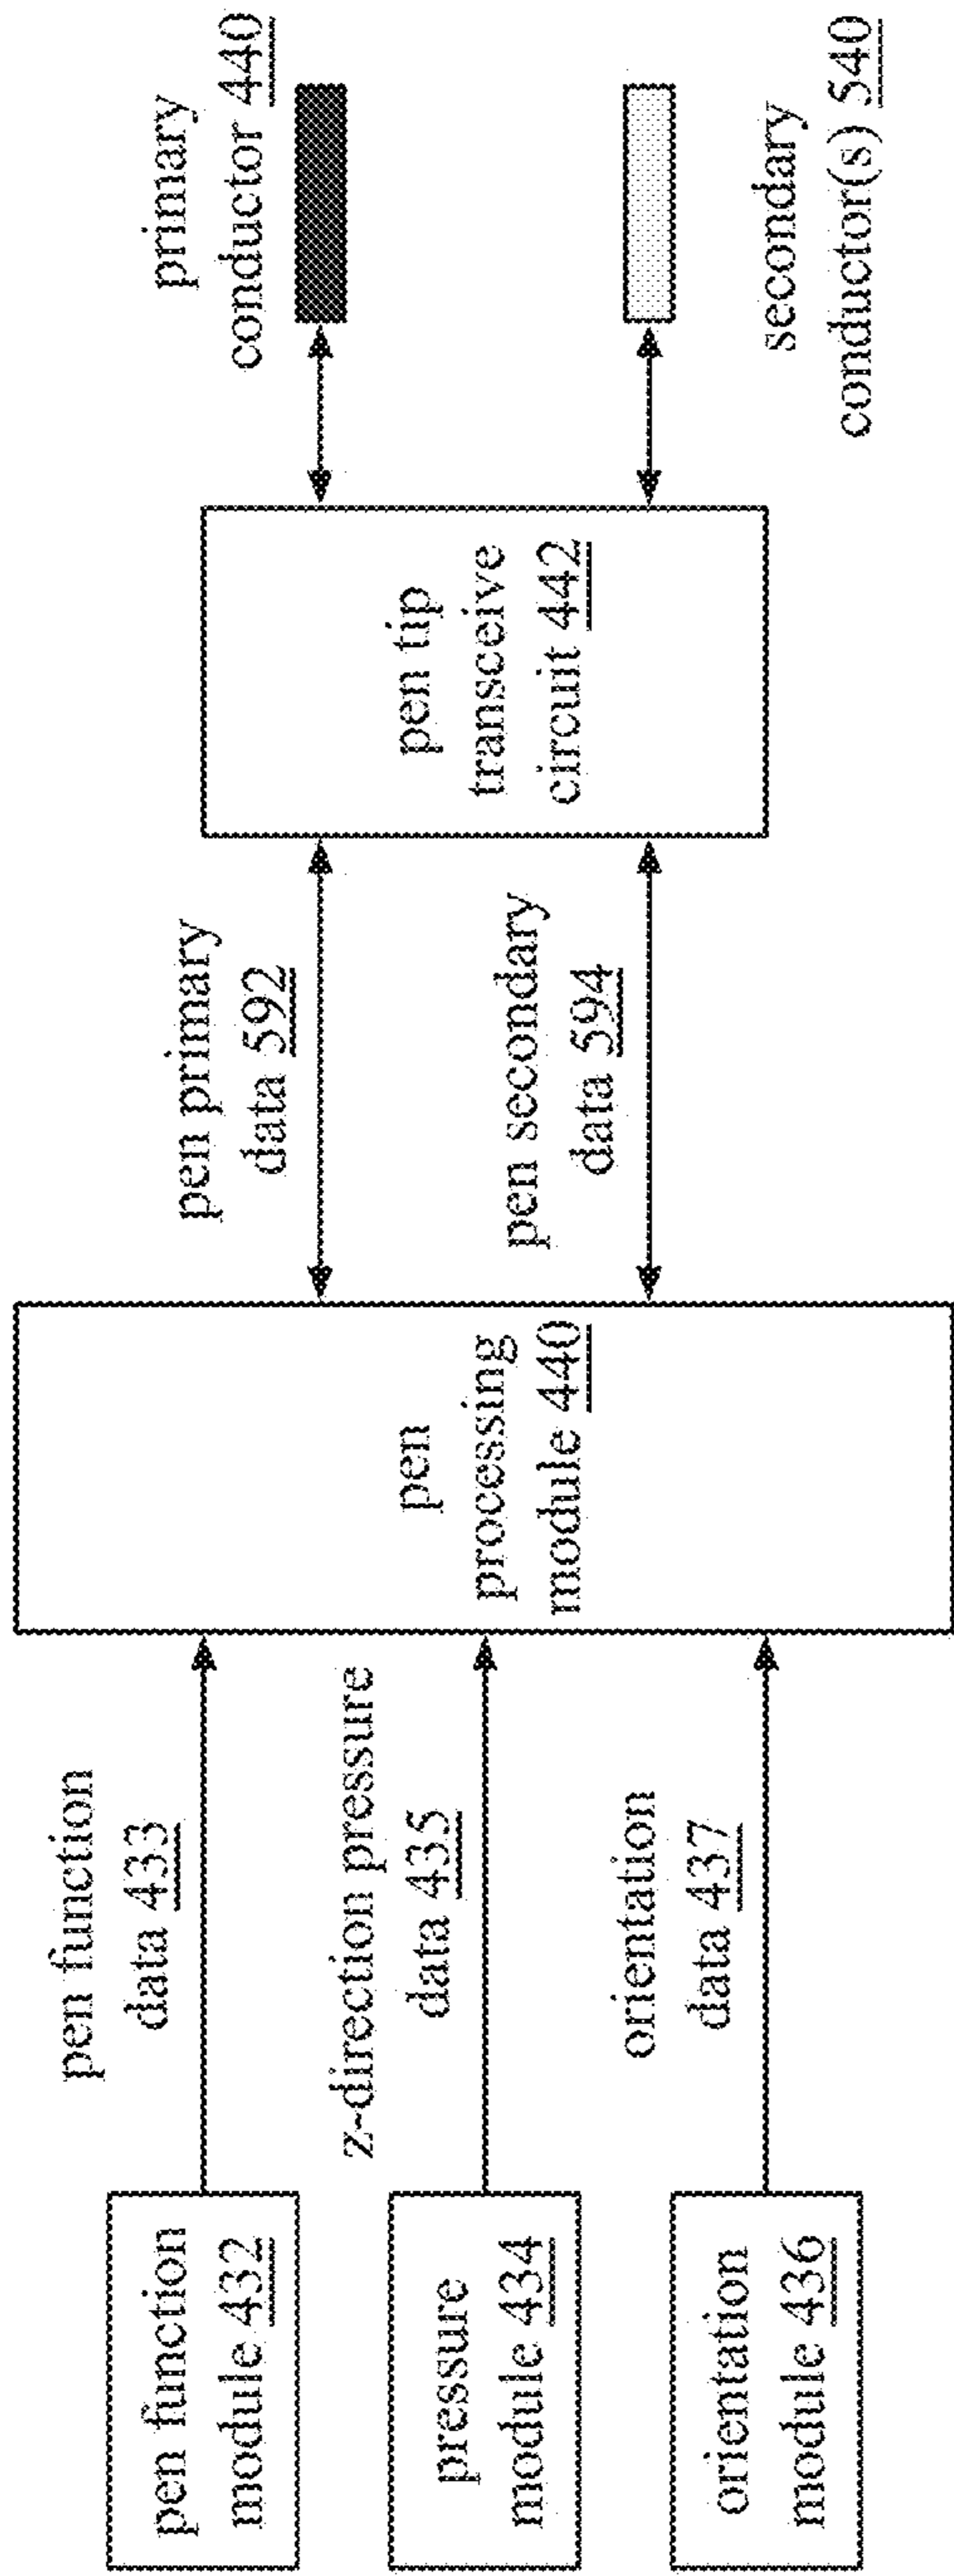 pen function
module 432
pressure
module 434
orientation
module 436
pen function
data 433
z-direction pressure
data 435
orientation
data 437
pen
processing
module 440
pen primary
data 592
pen secondary
data 594
pen tip
transceive
circuit 442
primary
conductor 440
secondary
conductor(s) 540